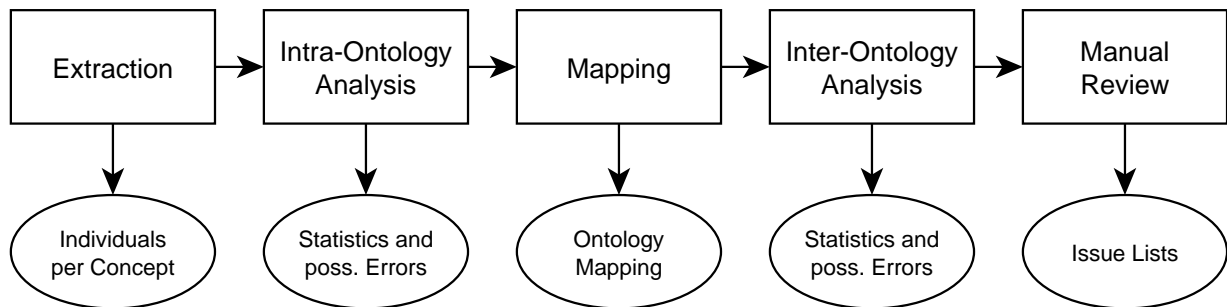 Extraction
Intra-Ontology
Analysis
Mapping
Inter-Ontology
Analysis
Manual
Review
Individuals
per Concept
Statistics and
poss. Errors
Ontology
Mapping
Statistics and
poss. Errors
Issue Lists